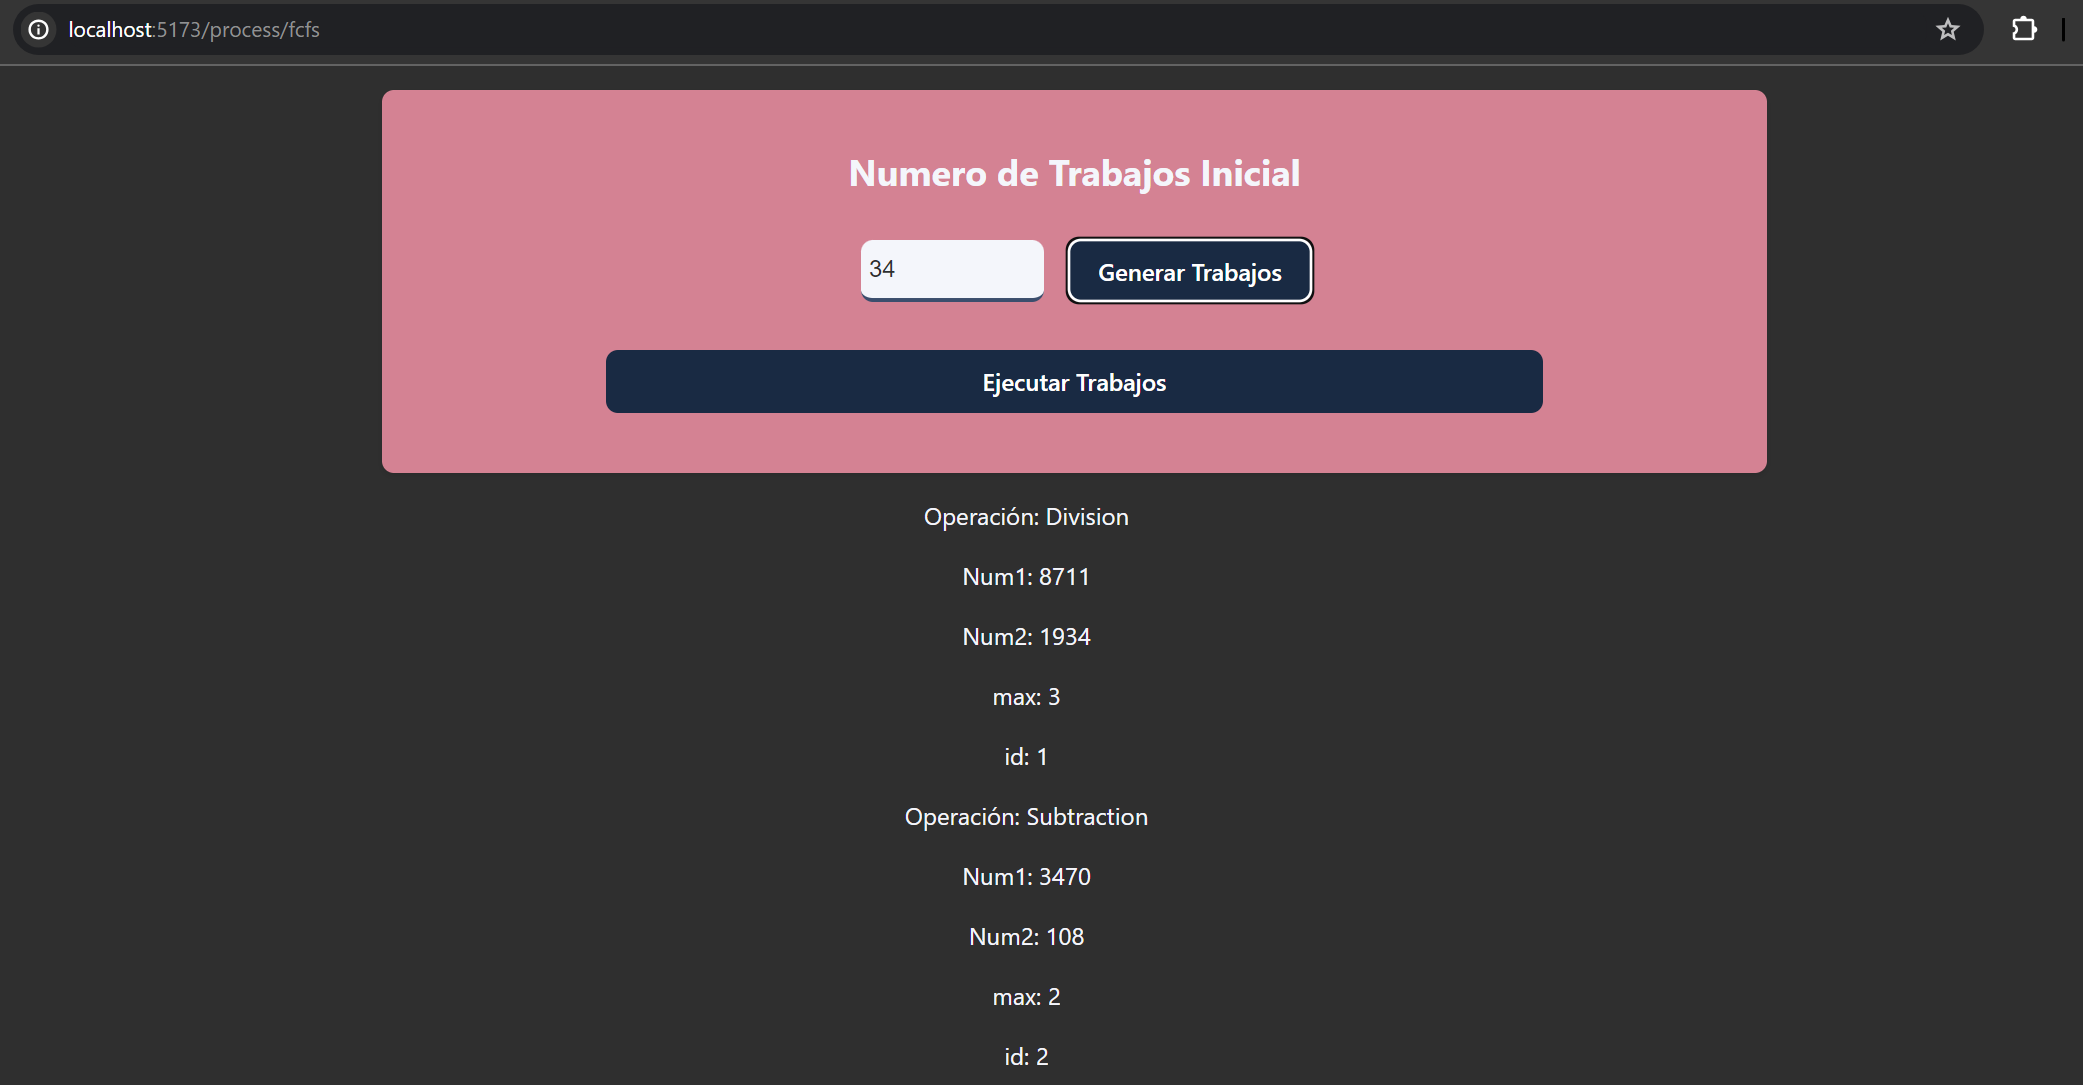 localhost:5173/process/fcfs
Numero de Trabajos Inicial
34
Generar Trabajos
Ejecutar Trabajos
Operación: Division
Num1: 8711
Num2: 1934
max: 3
id: 1
Operación: Subtraction
Num1: 3470
Num2: 108
max: 2
id: 2